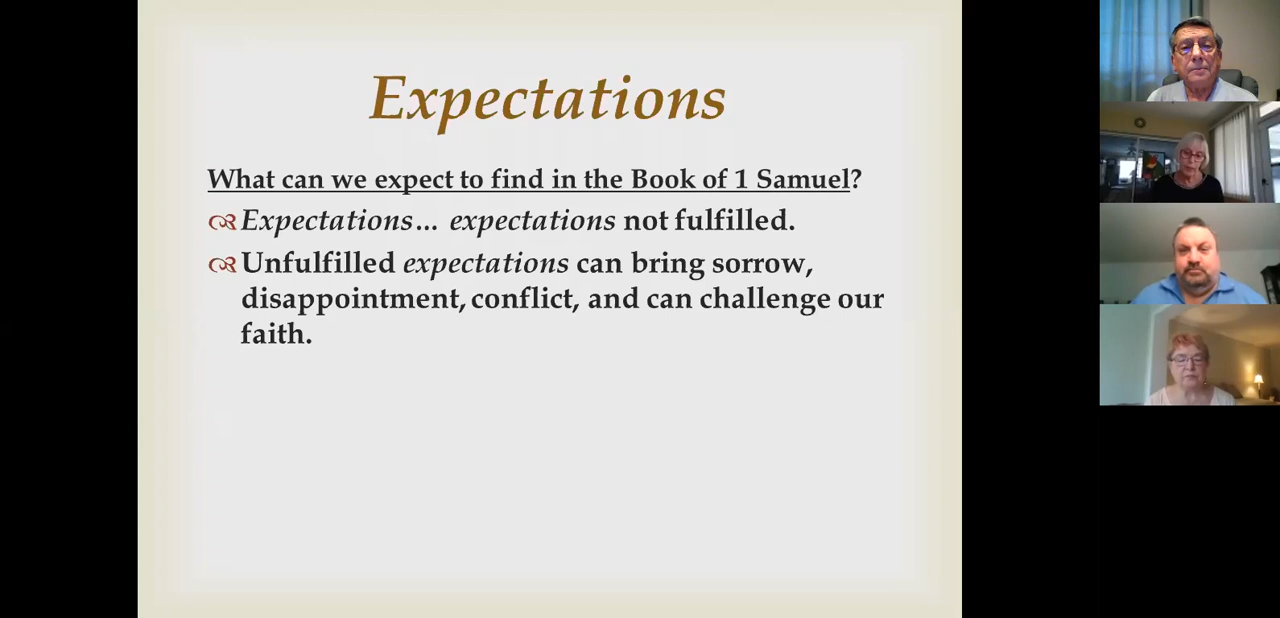 Expectations
What can we expect to find in the Book of 1 Samuel?
Expectations... expectations not fulfilled.
Unfulfilled expectations can bring sorrow,
disappointment, conflict, and can challenge our
faith.